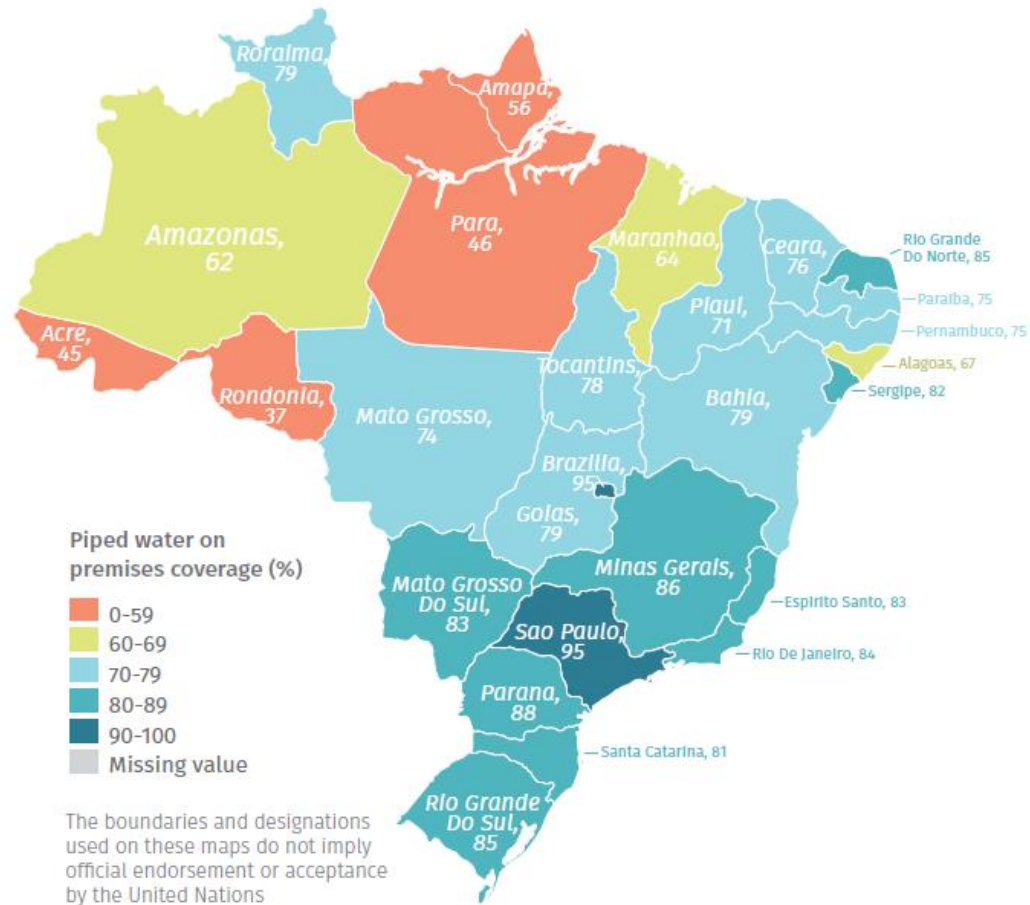 Roraima,
79
Amapa,
56
Amazonas,
62
Para,
46
Maranhao,
64
Ceara,
76
Rio Grande
Do Norte, 85
Piaui,
71
Paraiba, 75
Pernambuco, 75
Acre,
45
Alagoas, 67
Tocantins,
78
Sergipe, 82
Rondonia,
37
Mato Grosso,
74
Bahia,
79
Brazilia,
95
Goias,
79
Piped water on
premises coverage (%)
0-59
60-69
70-79
80-89
90-100
Missing value
Mato Grosso
Do Sul,
83
Minas Gerais,
86
Espirito Santo, 83
Sao Paulo,
95
Rio De Janeiro, 84
Parana,
88
Santa Catarina, 81
Rio Grande
Do Sul,
85
The boundaries and designations
used on these maps do not imply
official endorsement or acceptance
by the United Nations